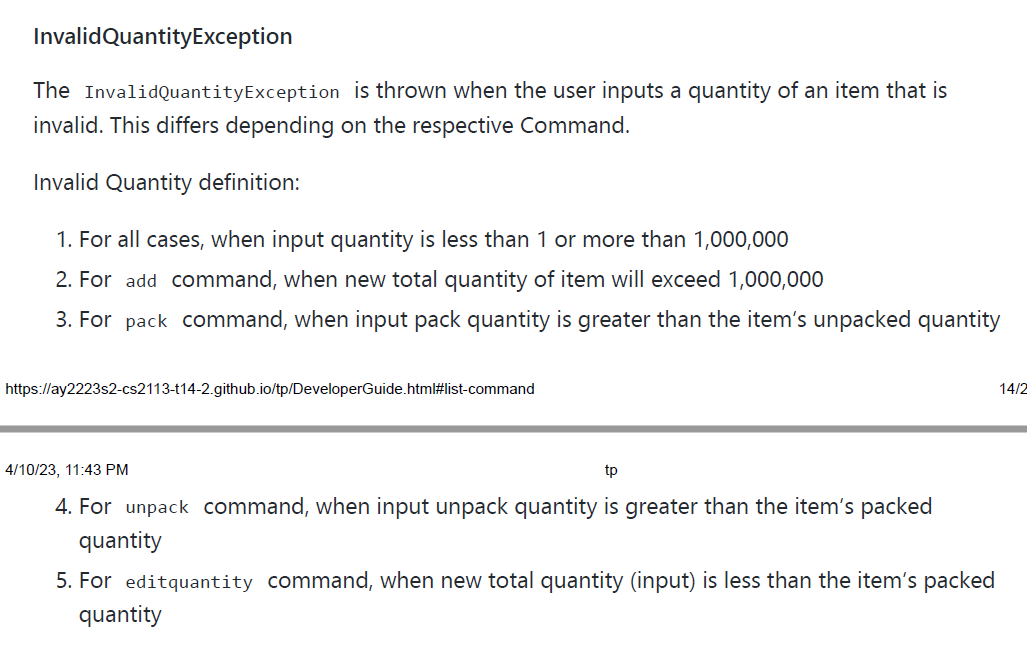 InvalidQuantityException
The InvalidQuantityException is thrown when the user inputs a quantity of an item that is
invalid. This differs depending on the respective Command.
Invalid Quantity definition:
1. For all cases, when input quantity is less than 1 or more than 1,000,000
2. For add command, when new total quantity of item will exceed 1,000,000
3. For pack command, when input pack quantity is greater than the item’s unpacked quantity
https://ay2223s2-cs2113-t14-2.github.io/tp/DeveloperGuide.html#list-command 14/2
4/10/23, 11:43 PM tp
4. For unpack command, when input unpack quantity is greater than the item’s packed
quantity
5. For editquantity command, when new total quantity (input) is less than the item’s packed
quantity